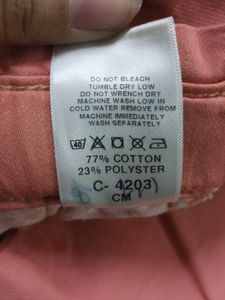 DO NOT BLEACH
TUMBLE DRY LOW
DO NOT WRENCH DRY
MACHINE WASH LOW IN
COLD WATER REMOVE FROM
MACHINE IMMEDIATELY
WASH SEPARATELY
40
77% COTTON
23% POLYSTER
C- 4203
CM